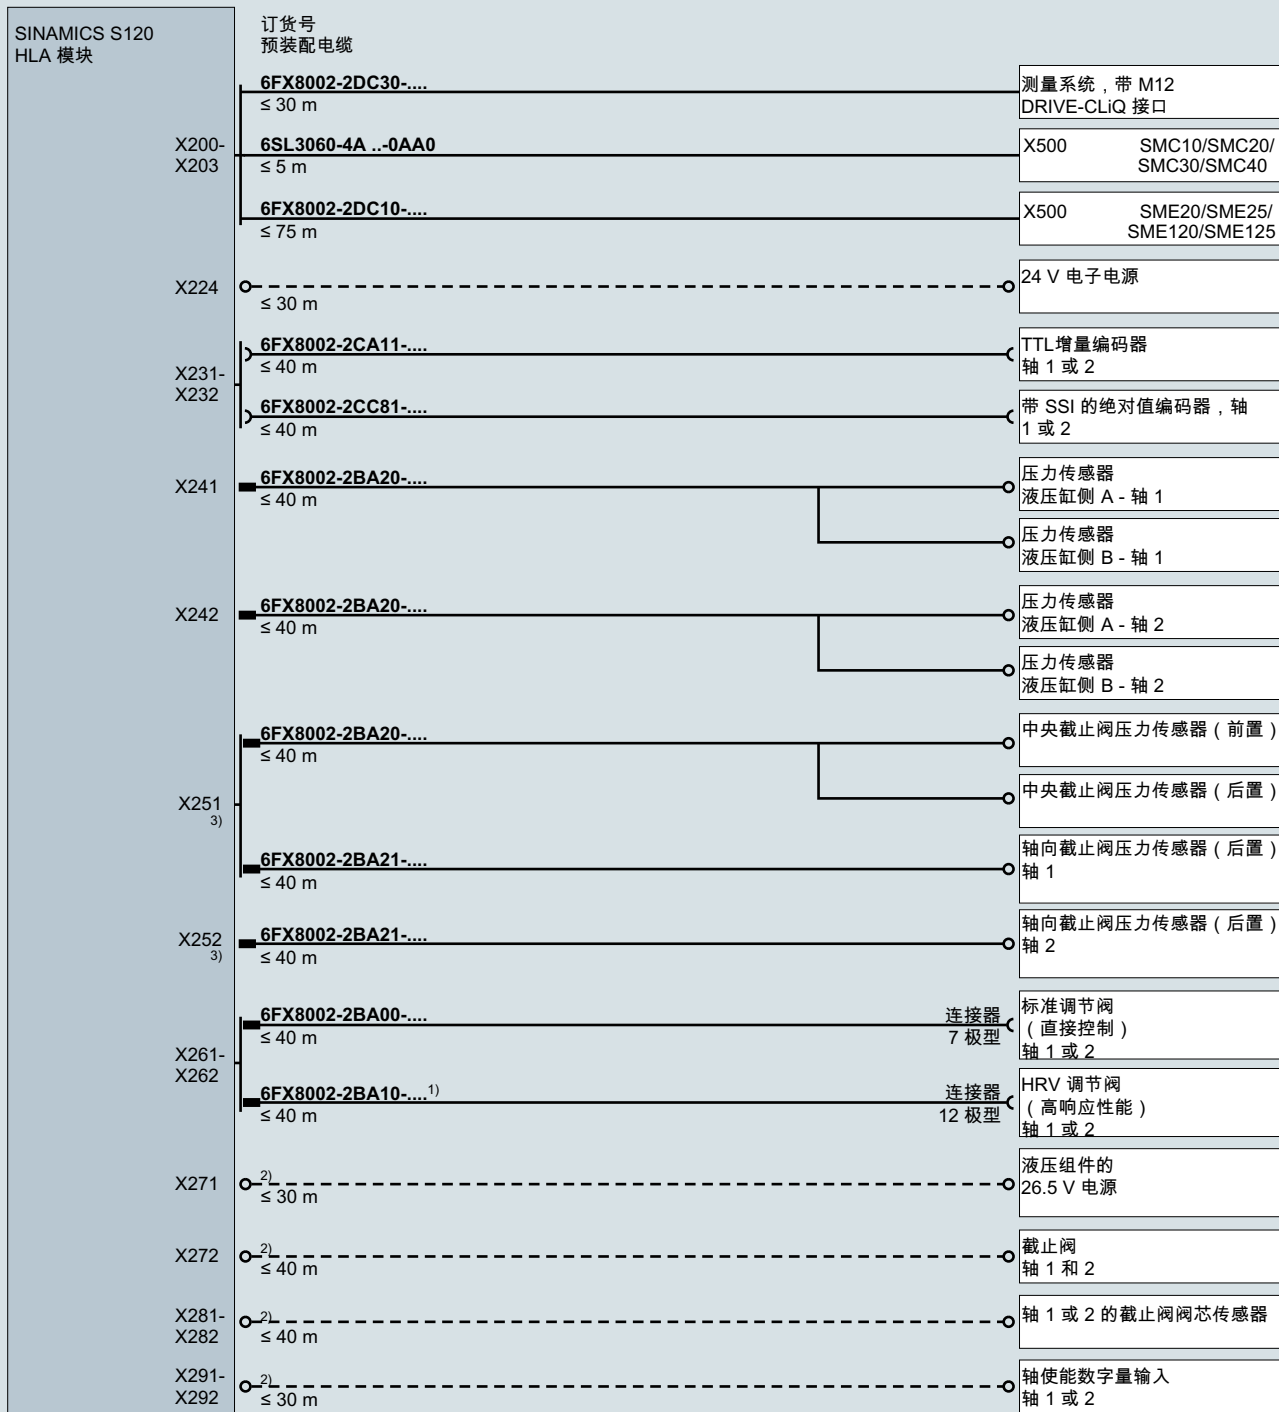 SINAMICS S120
HLA 模块
订货号
预装配电缆
6FX8002-2DC30-....
≤ 30 m
测量系统，带 M12
DRIVE-CLiQ 接口
X200-
X203
6SL3060-4A ..-0AA0
≤ 5 m
X500 SMC10/SMC20/
SMC30/SMC40
6FX8002-2DC10-....
≤ 75 m
X500 SME20/SME25/
SME120/SME125
X224
≤ 30 m
24 V 电子电源
X231-
X232
6FX8002-2CA11-....
≤ 40 m
TTL增量编码器
轴 1 或 2
6FX8002-2CC81-....
≤ 40 m
带 SSI 的绝对值编码器，轴
1 或 2
X241
6FX8002-2BA20-....
≤ 40 m
压力传感器
液压缸侧 A - 轴 1
压力传感器
液压缸侧 B - 轴 1
X242
6FX8002-2BA20-....
≤ 40 m
压力传感器
液压缸侧 A - 轴 2
压力传感器
液压缸侧 B - 轴 2
X251
3)
6FX8002-2BA20-....
≤ 40 m
中央截止阀压力传感器（前置）
中央截止阀压力传感器（后置）
6FX8002-2BA21-....
≤ 40 m
轴向截止阀压力传感器（后置）
轴 1
X252
3)
6FX8002-2BA21-....
≤ 40 m
轴向截止阀压力传感器（后置）
轴 2
X261-
X262
6FX8002-2BA00-....
≤ 40 m
连接器
7 极型
标准调节阀
（直接控制）
轴 1 或 2
6FX8002-2BA10-....1)
≤ 40 m
连接器
12 极型
HRV 调节阀
（高响应性能）
轴 1 或 2
X271
2)
≤ 30 m
液压组件的
26.5 V 电源
X272
2)
≤ 40 m
截止阀
轴 1 和 2
X281-
X282
2)
≤ 40 m
轴 1 或 2 的截止阀阀芯传感器
X291-
X292
2)
≤ 30 m
轴使能数字量输入
轴 1 或 2